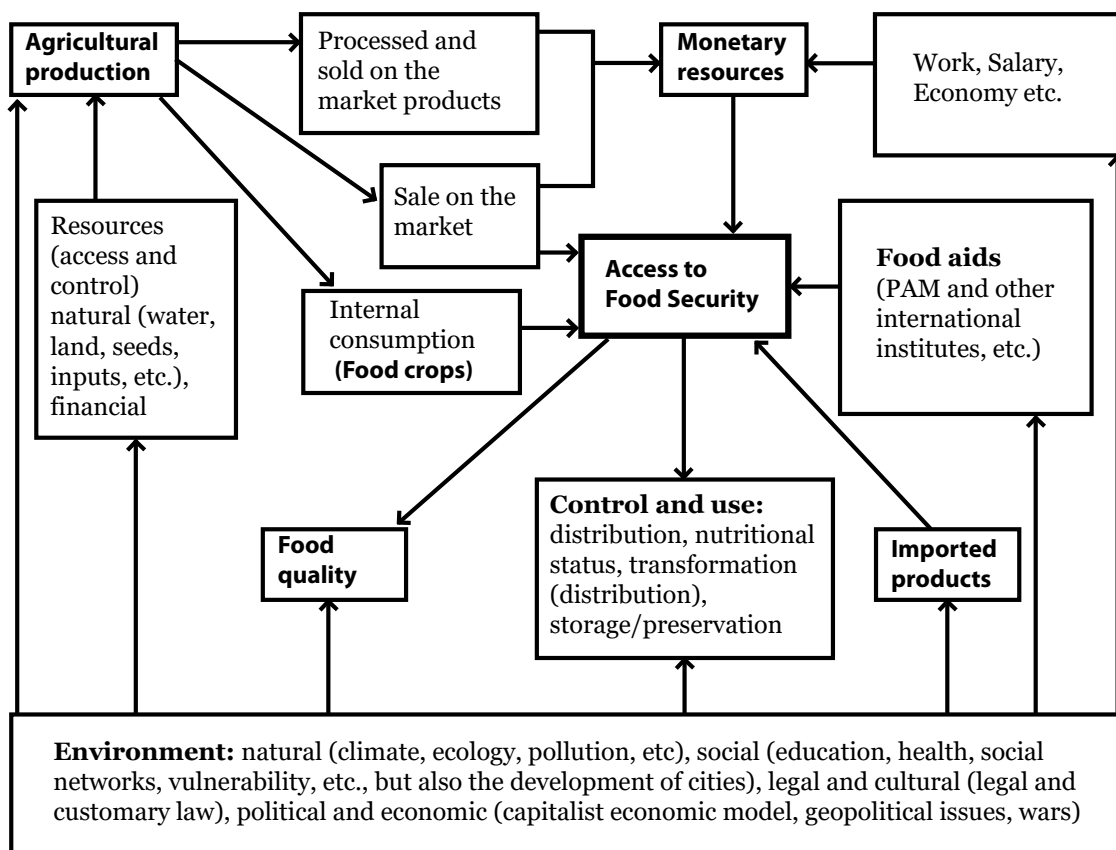 Agricultural
production
Processed and
sold on the
market products
Monetary
resources
Work, Salary,
Economy etc.
Sale on the
market
Resources
(access and
control)
natural (water,
land, seeds,
inputs, etc.),
financial
Access to
Food Security
Food aids
(PAM and other
international
institutes, etc.)
Internal
consumption
(Food crops)
Food
quality
Control and use:
distribution, nutritional
status, transformation
(distribution),
storage/preservation
Imported
products
Environment: natural (climate, ecology, pollution, etc), social (education, health, social
networks, vulnerability, etc., but also the development of cities), legal and cultural (legal and
customary law), political and economic (capitalist economic model, geopolitical issues, wars)